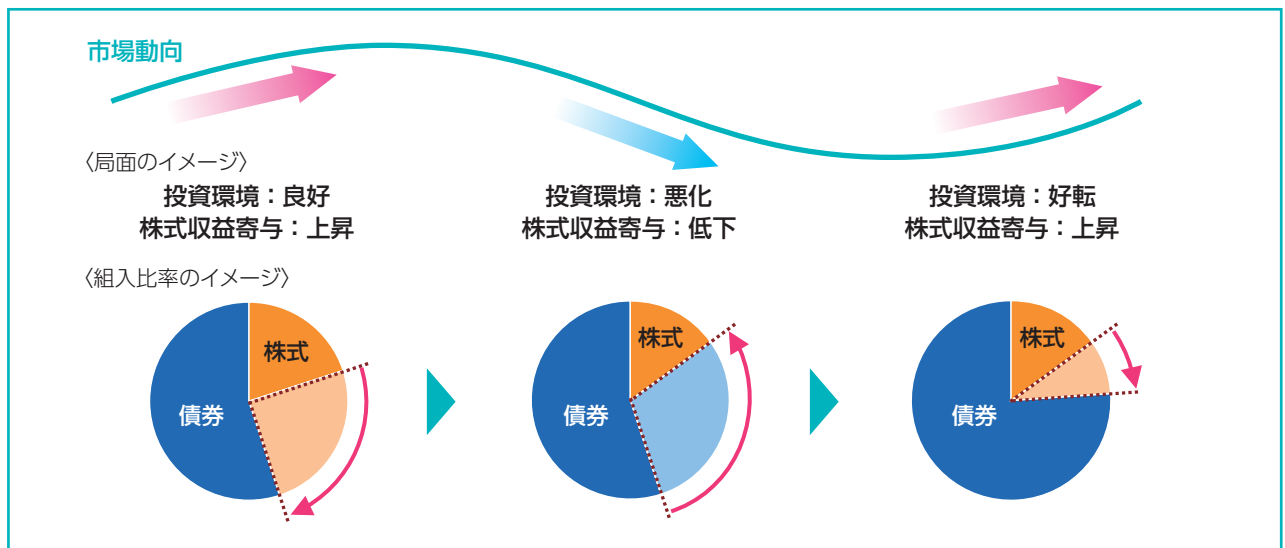 市場動向
〈局面のイメージ〉
投資環境：良好
株式収益寄与：上昇
投資環境：悪化
株式収益寄与：低下
投資環境：好転
株式収益寄与：上昇
〈組入比率のイメージ〉
株式
債券
株式
債券
株式
債券